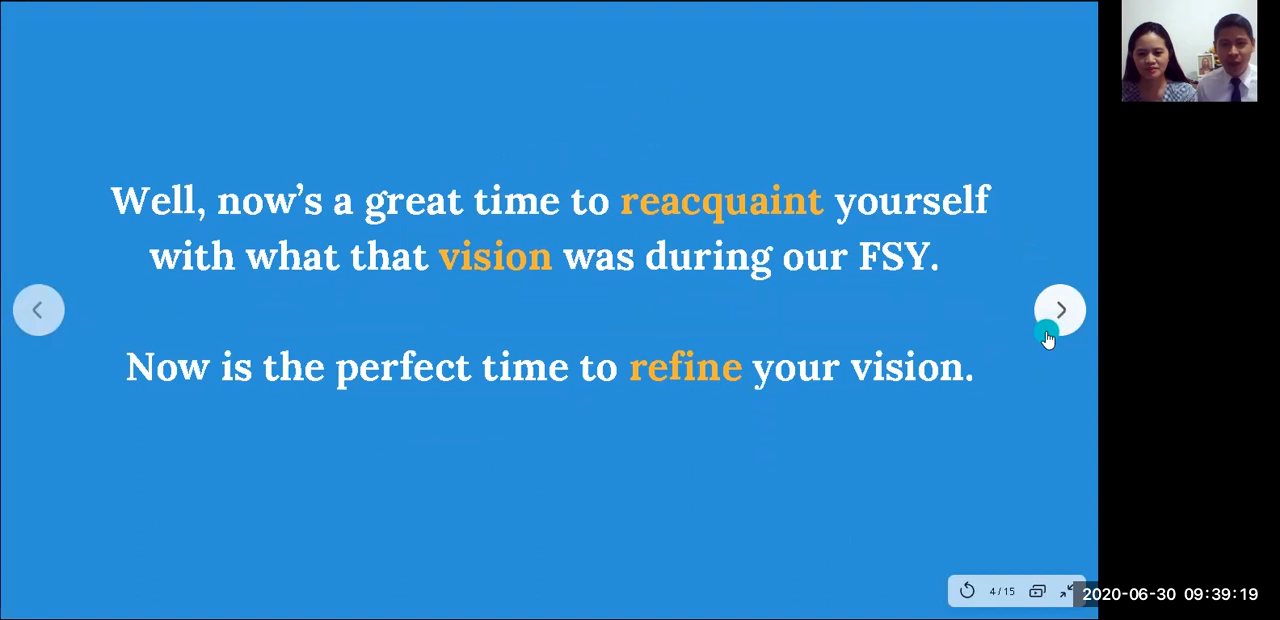 Well, now’s a great time to reacquaint yourself
with what that vision was during our FSY.
Now is the perfect time to refine your vision.
4/15
2020-06-30 09:39:19